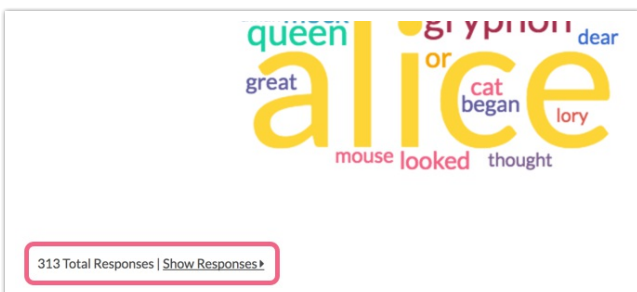 queen
gryphon
dear
or
great
alice
cat
began
lory
mouse looked thought
313 Total Responses | Show Responses